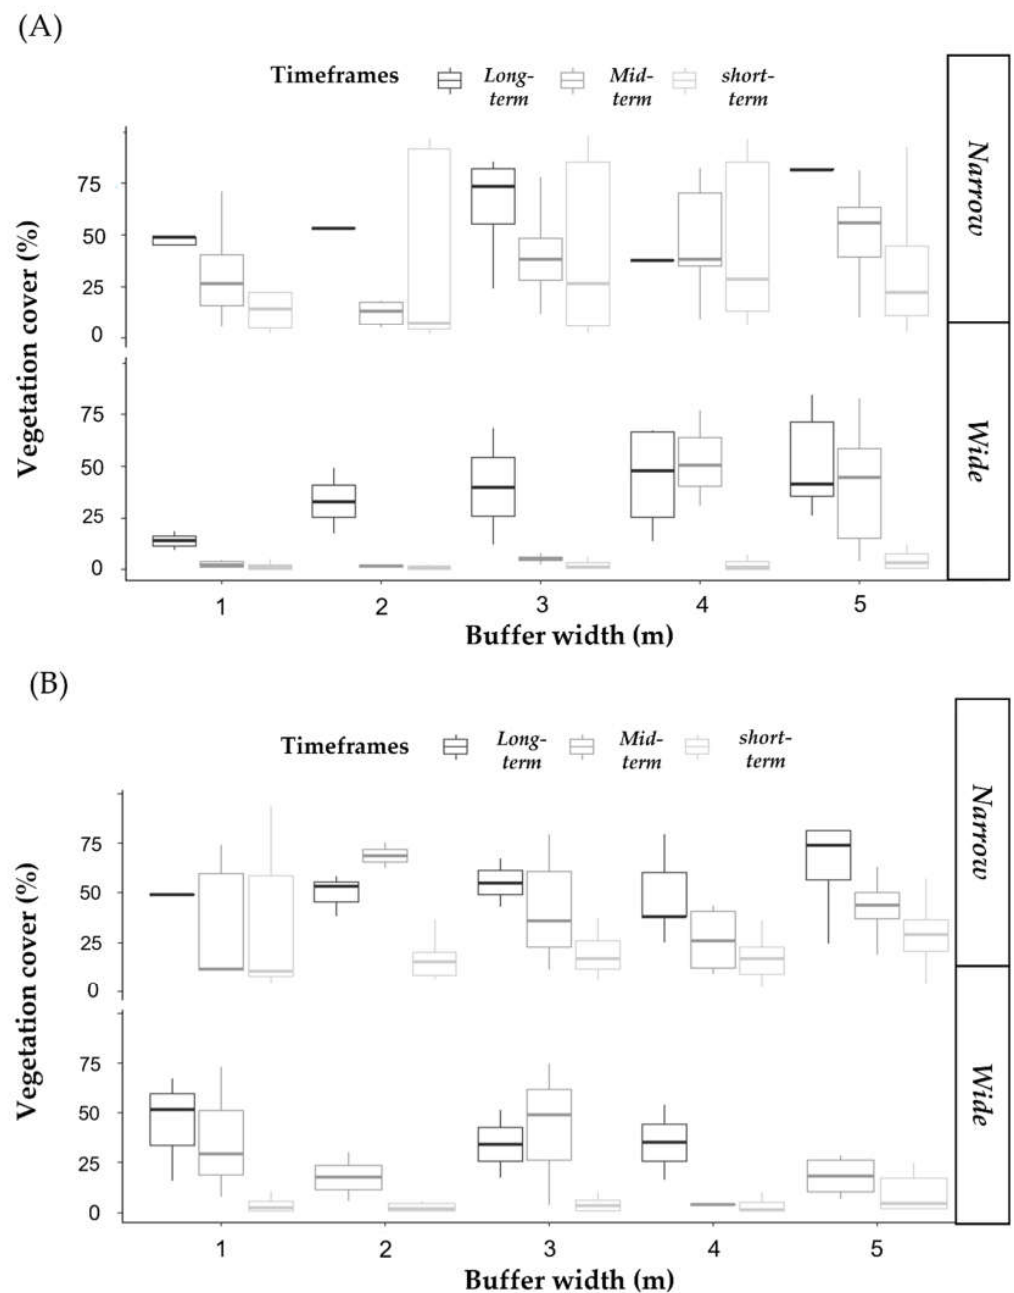 (A)
Timeframes Long-term Mid-term short-term
Narrow
Vegetation cover (%)
75
50
25
0
Wide
75
50
25
0
1 2 3 4 5
Buffer width (m)
(B)
Timeframes Long-term Mid-term short-term
Narrow
Vegetation cover (%)
75
50
25
0
Wide
75
50
25
0
1 2 3 4 5
Buffer width (m)